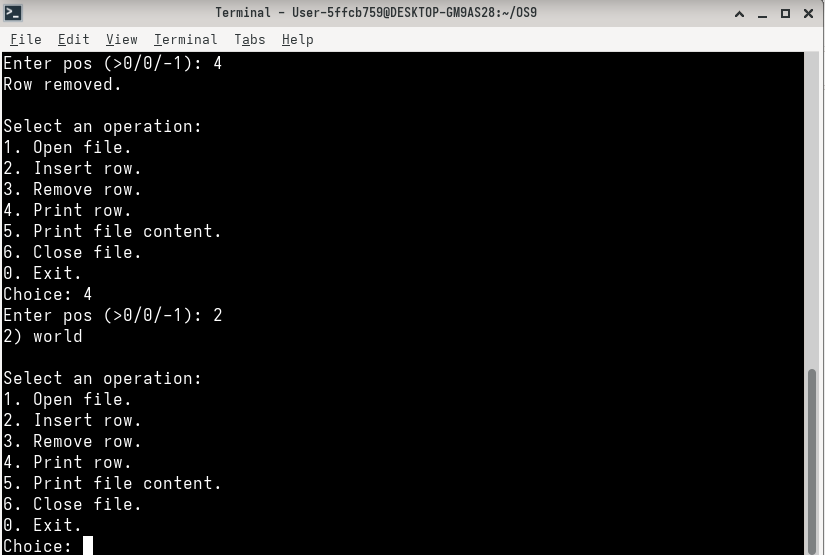 Terminal - User-5ffcb759@DESKTOP-GM9AS28:~/OS9
File Edit View Terminal Tabs Help
Enter pos (>0/0/-1): 4
Row removed.
Select an operation:
1. Open file.
2. Insert row.
3. Remove row.
4. Print row.
5. Print file content.
6. Close file.
0. Exit.
Choice: 4
Enter pos (>0/0/-1): 2
2) world
Select an operation:
1. Open file.
2. Insert row.
3. Remove row.
4. Print row.
5. Print file content.
6. Close file.
0. Exit.
Choice: